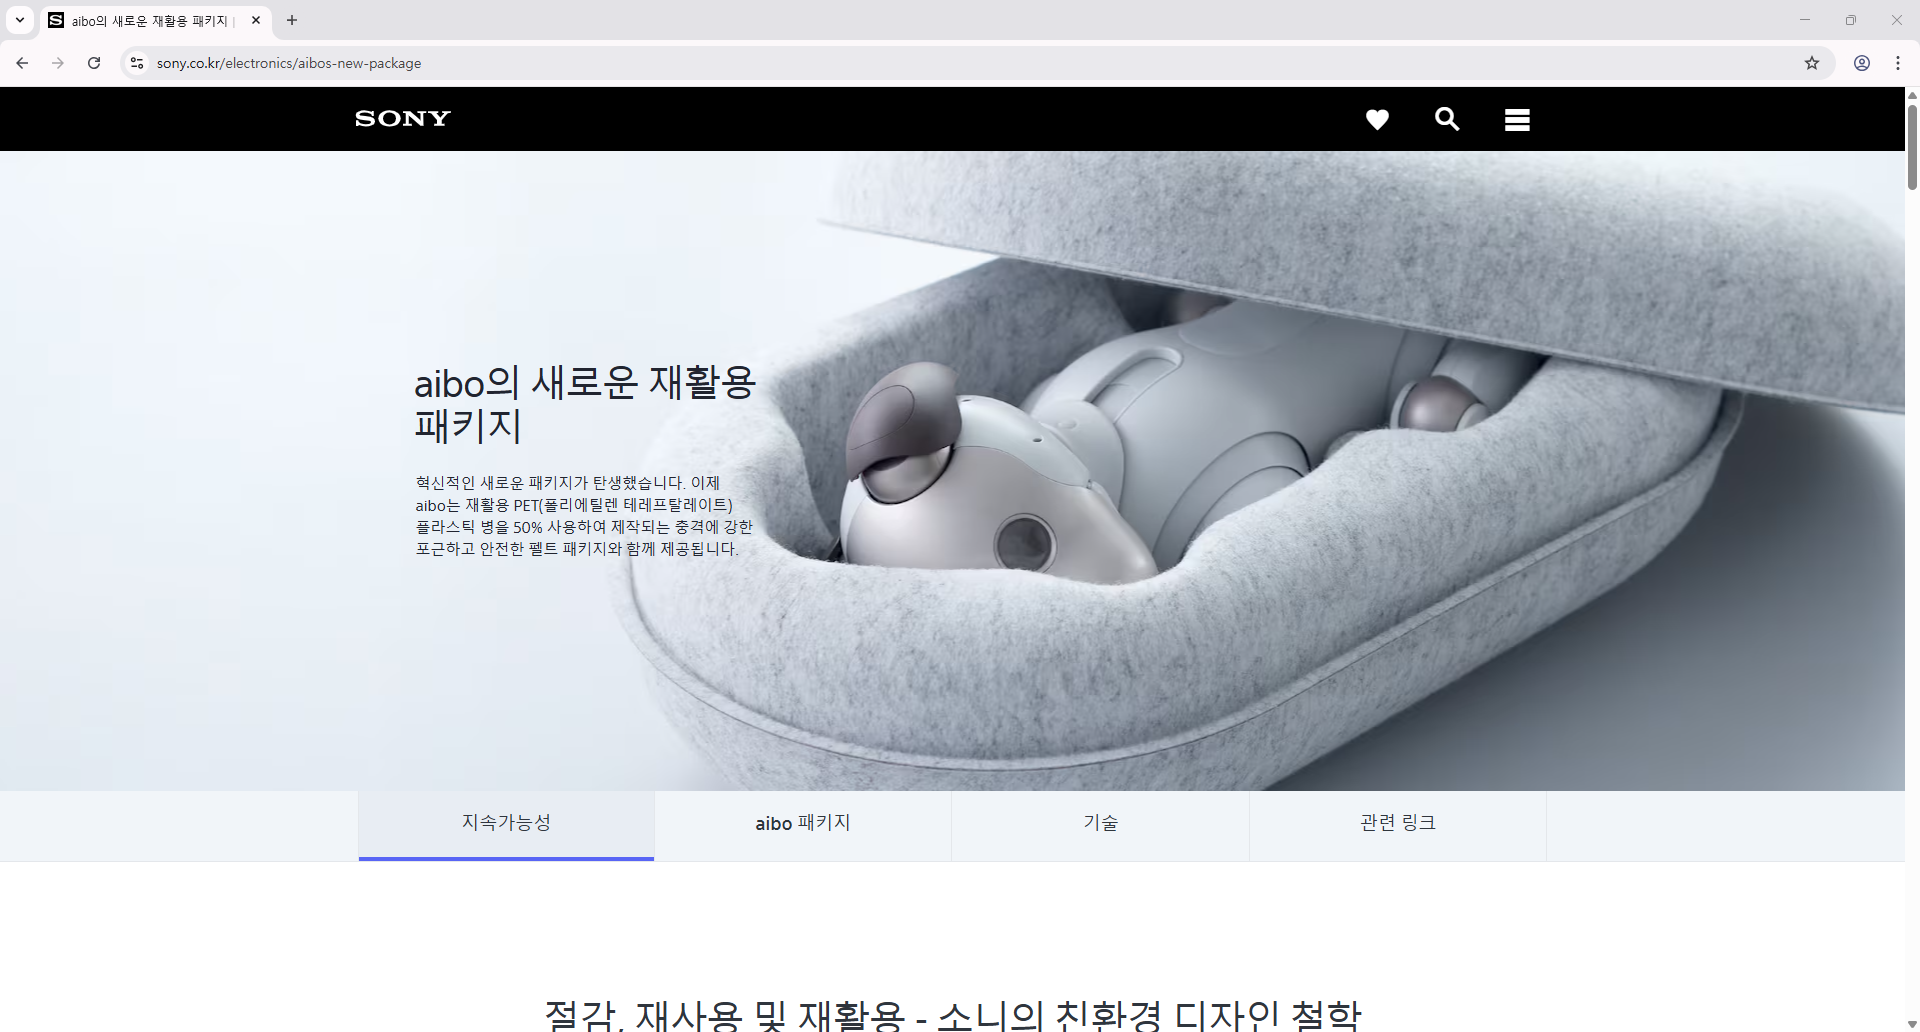 aibo의 새로운 재활용 패키지 |
sony.co.kr/electronics/aibos-new-package
SONY
aibo의 새로운 재활용
패키지
혁신적인 새로운 패키지가 탄생했습니다. 이제
aibo는 재활용 PET(폴리에틸렌 테레프탈레이트)
플라스틱 병을 50% 사용하여 제작되는 충격에 강한
포근하고 안전한 펠트 패키지와 함께 제공됩니다.
지속가능성
aibo 패키지
기술
관련 링크
절감, 재사용 및 재활용 - 소니의 친환경 디자인 철학